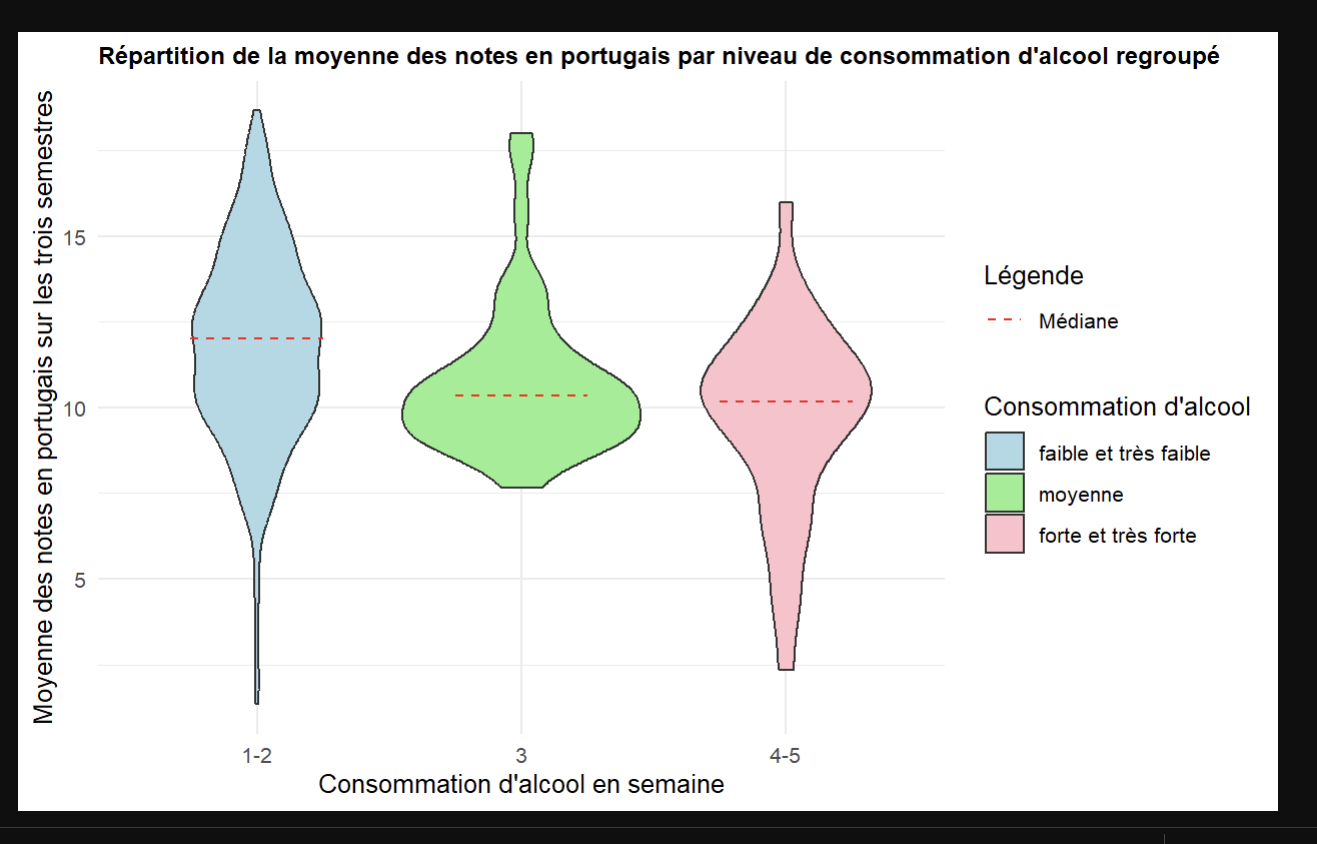 Répartition de la moyenne des notes en portugais par niveau de consommation d'alcool regroupé
Moyenne des notes en portugais sur les trois semestres
15
10
5
1-2
3
4-5
Consommation d'alcool en semaine
Légende
Médiane
Consommation d'alcool
faible et très faible
moyenne
forte et très forte